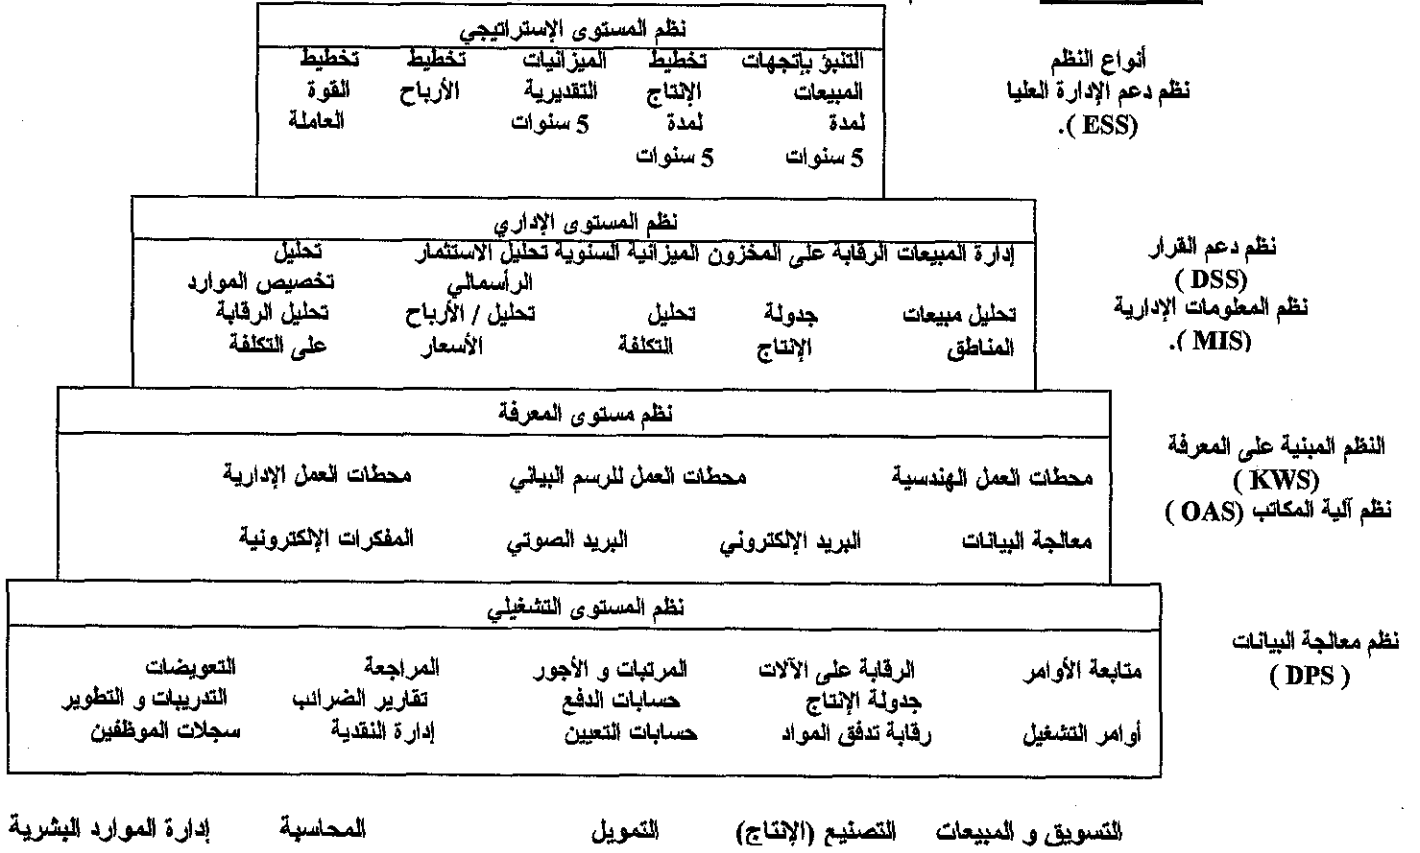 نظم المستوى الإستراتيجي
التنبؤ بإتجهات تخطيط الميزانيات تخطيط تخطيط
المبيعات الإنتاج التقديرية الأرباح القوة
لمدة لمدة 5 سنوات العاملة
5 سنوات 5 سنوات
أنواع النظم
نظم دعم الإدارة العليا
(ESS ).
نظم المستوى الإداري
إدارة المبيعات الرقابة على المخزون الميزانية السنوية تحليل الاستثمار تحليل
الرأسمالي تخصيص الموارد
تحليل مبيعات جدولة تحليل تحليل / الأرباح تحليل الرقابة
المناطق الإنتاج التكلفة الأسعار على التكلفة
نظم دعم القرار
(DSS )
نظم المعلومات الإدارية
(MIS ).
نظم مستوى المعرفة
محطات العمل الهندسية محطات العمل للرسم البياني محطات العمل الإدارية
معالجة البيانات البريد الإلكتروني البريد الصوتي المفكرات الإلكترونية
النظم المبنية على المعرفة
(KWS )
نظم آلية المكاتب (OAS )
نظم المستوى التشغيلي
متابعة الأوامر الرقابة على الآلات المرتبات و الأجور المراجعة التعويضات
جدولة الإنتاج حسابات الدفع تقارير الضرائب التدريبات و التطوير
أوامر التشغيل رقابة تدفق المواد حسابات التعيين إدارة النقدية سجلات الموظفين
نظم معالجة البيانات
( DPS )
التسويق و المبيعات التصنيع (الإنتاج) التمويل المحاسبة إدارة الموارد البشرية